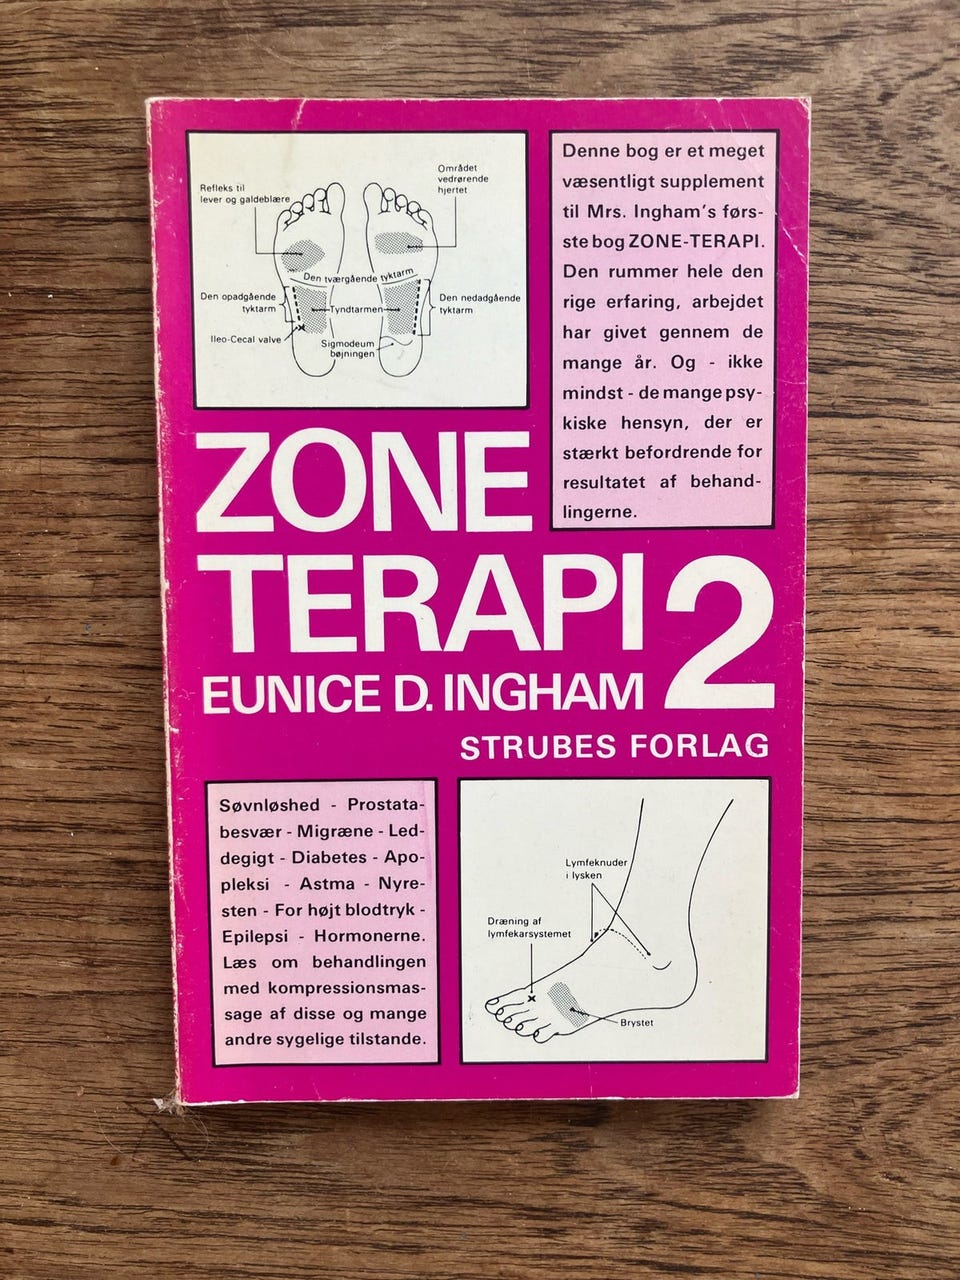 Refleks til
lever og galdeblære
Området
vedrørende
hjertet
Den tværgående tyktarm
Den opadgående
tyktarm
Tyndtarmen
Den nedadgående
tyktarm
Ileo-Cecal valve
Sigmodeum
bøjningen
Denne bog er et meget
væsentligt supplement
til Mrs. Ingham's førs-
ste bog ZONE-TERAPI.
Den rummer hele den
rige erfaring, arbejdet
har givet gennem de
mange år. Og - ikke
mindst - de mange psy-
kiske hensyn, der er
stærkt befordrende for
resultatet af behand-
lingerne.
ZONE
TERAPI 2
EUNICE D. INGHAM
STRUBES FORLAG
Søvnløshed - Prostata-
besvær - Migræne - Led-
degigt - Diabetes - Apo-
pleksi - Astma - Nyre-
sten - For højt blodtryk -
Epilepsi - Hormonerne.
Læs om behandlingen
med kompressionsmas-
sage af disse og mange
andre sygelige tilstande.
Lymfeknuder
i lysken
Dræning af
lymfekarsystemet
Brystet